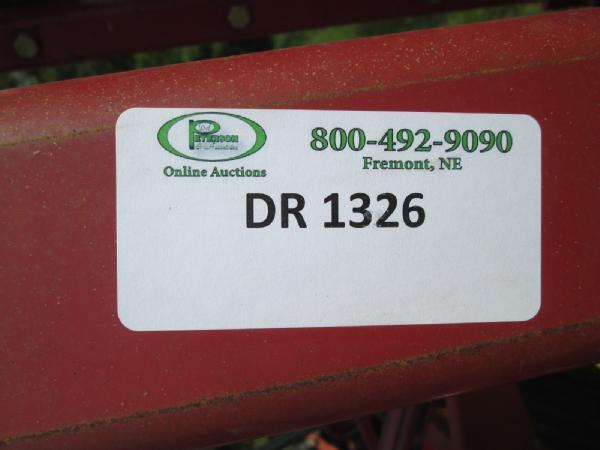 PETERSON
Online Auctions
800-492-9090
Fremont, NE
DR 1326